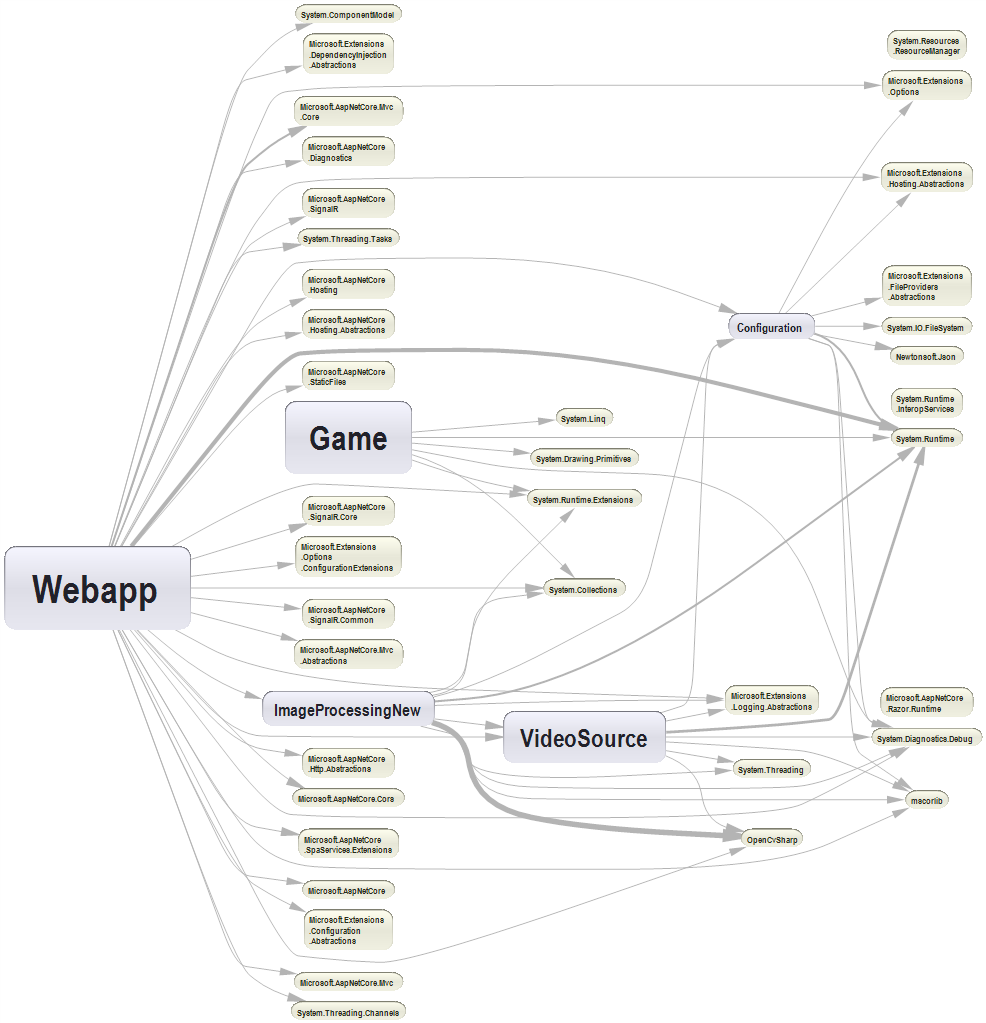 System.ComponentModel
Microsoft.Extensions
.DependencyInjection
.Abstractions
System.Resources
.ResourceManager
Microsoft.Extensions
.Options
Microsoft.AspNetCore.Mvc
.Core
Microsoft.AspNetCore
.Diagnostics
Microsoft.Extensions
.Hosting.Abstractions
Microsoft.AspNetCore
.SignalR
System.Threading.Tasks
Microsoft.AspNetCore
.Hosting
Microsoft.Extensions
.FileProviders
.Abstractions
Microsoft.AspNetCore
.Hosting.Abstractions
Configuration
System.IO.FileSystem
Newtonsoft.Json
Microsoft.AspNetCore
.StaticFiles
System.Runtime
.InteropServices
Game
System.Linq
System.Runtime
System.Drawing.Primitives
System.Runtime.Extensions
Microsoft.AspNetCore
.SignalR.Core
Microsoft.Extensions
.Options
.ConfigurationExtensions
Webapp
System.Collections
Microsoft.AspNetCore
.SignalR.Common
Microsoft.AspNetCore.Mvc
.Abstractions
ImageProcessingNew
Microsoft.Extensions
.Logging.Abstractions
Microsoft.AspNetCore
.Razor.Runtime
VideoSource
System.Diagnostics.Debug
Microsoft.AspNetCore
.Http.Abstractions
System.Threading
Microsoft.AspNetCore.Cors
mscorlib
Microsoft.AspNetCore
.SpaServices.Extensions
OpenCvSharp
Microsoft.AspNetCore
Microsoft.Extensions
.Configuration
.Abstractions
Microsoft.AspNetCore.Mvc
System.Threading.Channels